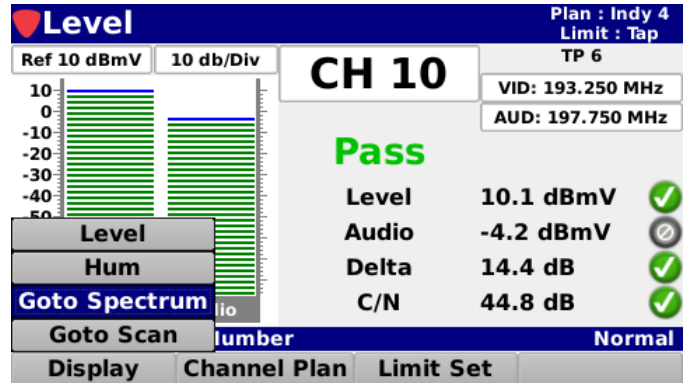 Level
Plan : Indy 4
Limit : Tap
Ref 10 dBmV
10 db/Div
CH 10
TP 6
VID: 193.250 MHz
AUD: 197.750 MHz
10
0
-10
-20
-30
-40
-50
Pass
Level 10.1 dBmV
Audio -4.2 dBmV
Delta 14.4 dB
C/N 44.8 dB
Level
Hum
Goto Spectrum
Goto Scan
Normal
Display Channel Plan Limit Set